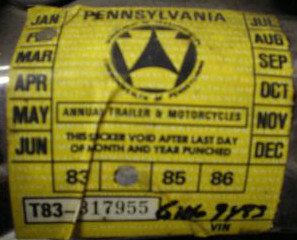 PENNSYLVANIA
JAN
MAR
APR
MAY
JUN
JUL
AUG
SEP
OCT
NOV
DEC
ANNUAL TRAILER & MOTORCYCLES
THIS STICKER VOID AFTER LAST DAY
OF MONTH AND YEAR PUNCHED
83 85 86
T83-317955
VIN